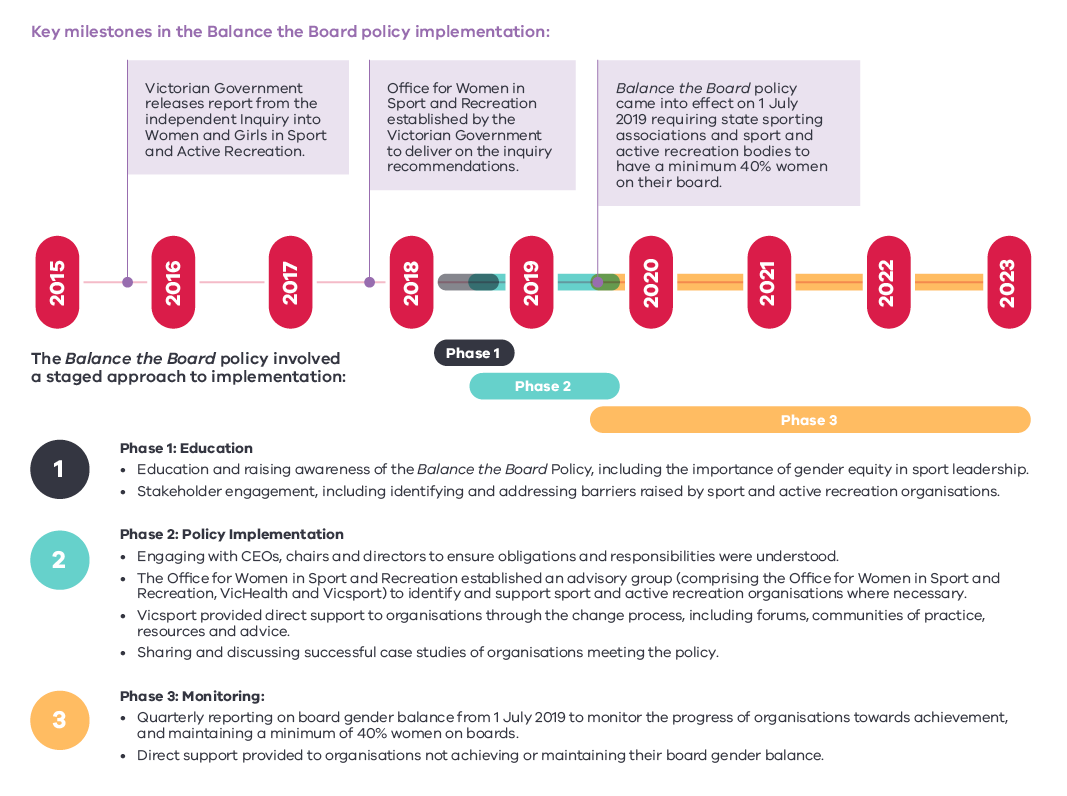 Key milestones in the Balance the Board policy implementation:
Victorian Government
releases report from the
independent Inquiry into
Women and Girls in Sport
and Active Recreation.
Office for Women in
Sport and Recreation
established by the
Victorian Government
to deliver on the inquiry
recommendations.
Balance the Board policy
came into effect on 1 July
2019 requiring state sporting
associations and sport and
active recreation bodies to
have a minimum 40% women
on their board.
2015
2016
2017
2018
2019
2020
2021
2022
2023
The Balance the Board policy involved
a staged approach to implementation:
Phase 1
Phase 2
Phase 3
1
Phase 1: Education
• Education and raising awareness of the Balance the Board Policy, including the importance of gender equity in sport leadership.
• Stakeholder engagement, including identifying and addressing barriers raised by sport and active recreation organisations.
2
Phase 2: Policy Implementation
• Engaging with CEOs, chairs and directors to ensure obligations and responsibilities were understood.
• The Office for Women in Sport and Recreation established an advisory group (comprising the Office for Women in Sport and
Recreation, VicHealth and Vicsport) to identify and support sport and active recreation organisations where necessary.
• Vicsport provided direct support to organisations through the change process, including forums, communities of practice,
resources and advice.
• Sharing and discussing successful case studies of organisations meeting the policy.
3
Phase 3: Monitoring:
• Quarterly reporting on board gender balance from 1 July 2019 to monitor the progress of organisations towards achievement,
and maintaining a minimum of 40% women on boards.
• Direct support provided to organisations not achieving or maintaining their board gender balance.